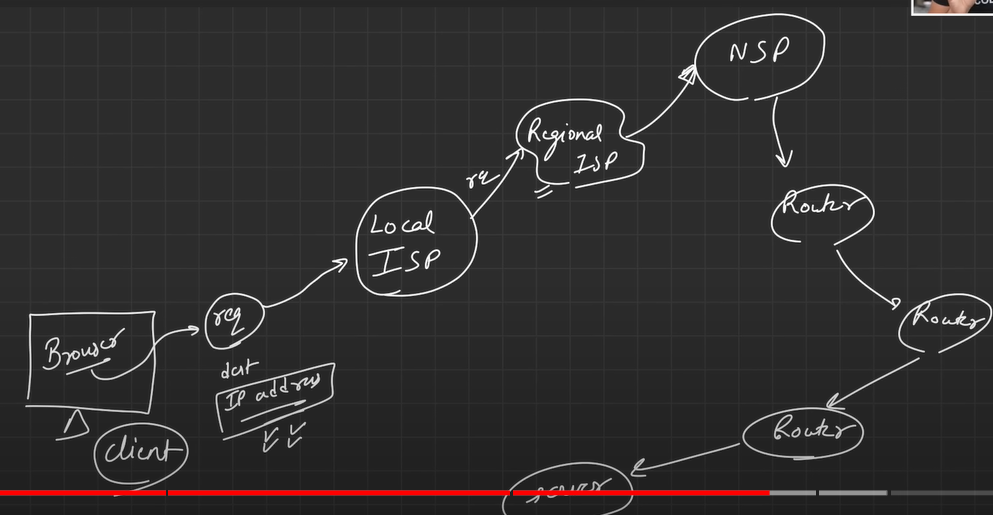 NSP
Regional
ISP
req
Router
Local
ISP
req
Router
Browser
dest
IP address
client
Router
server